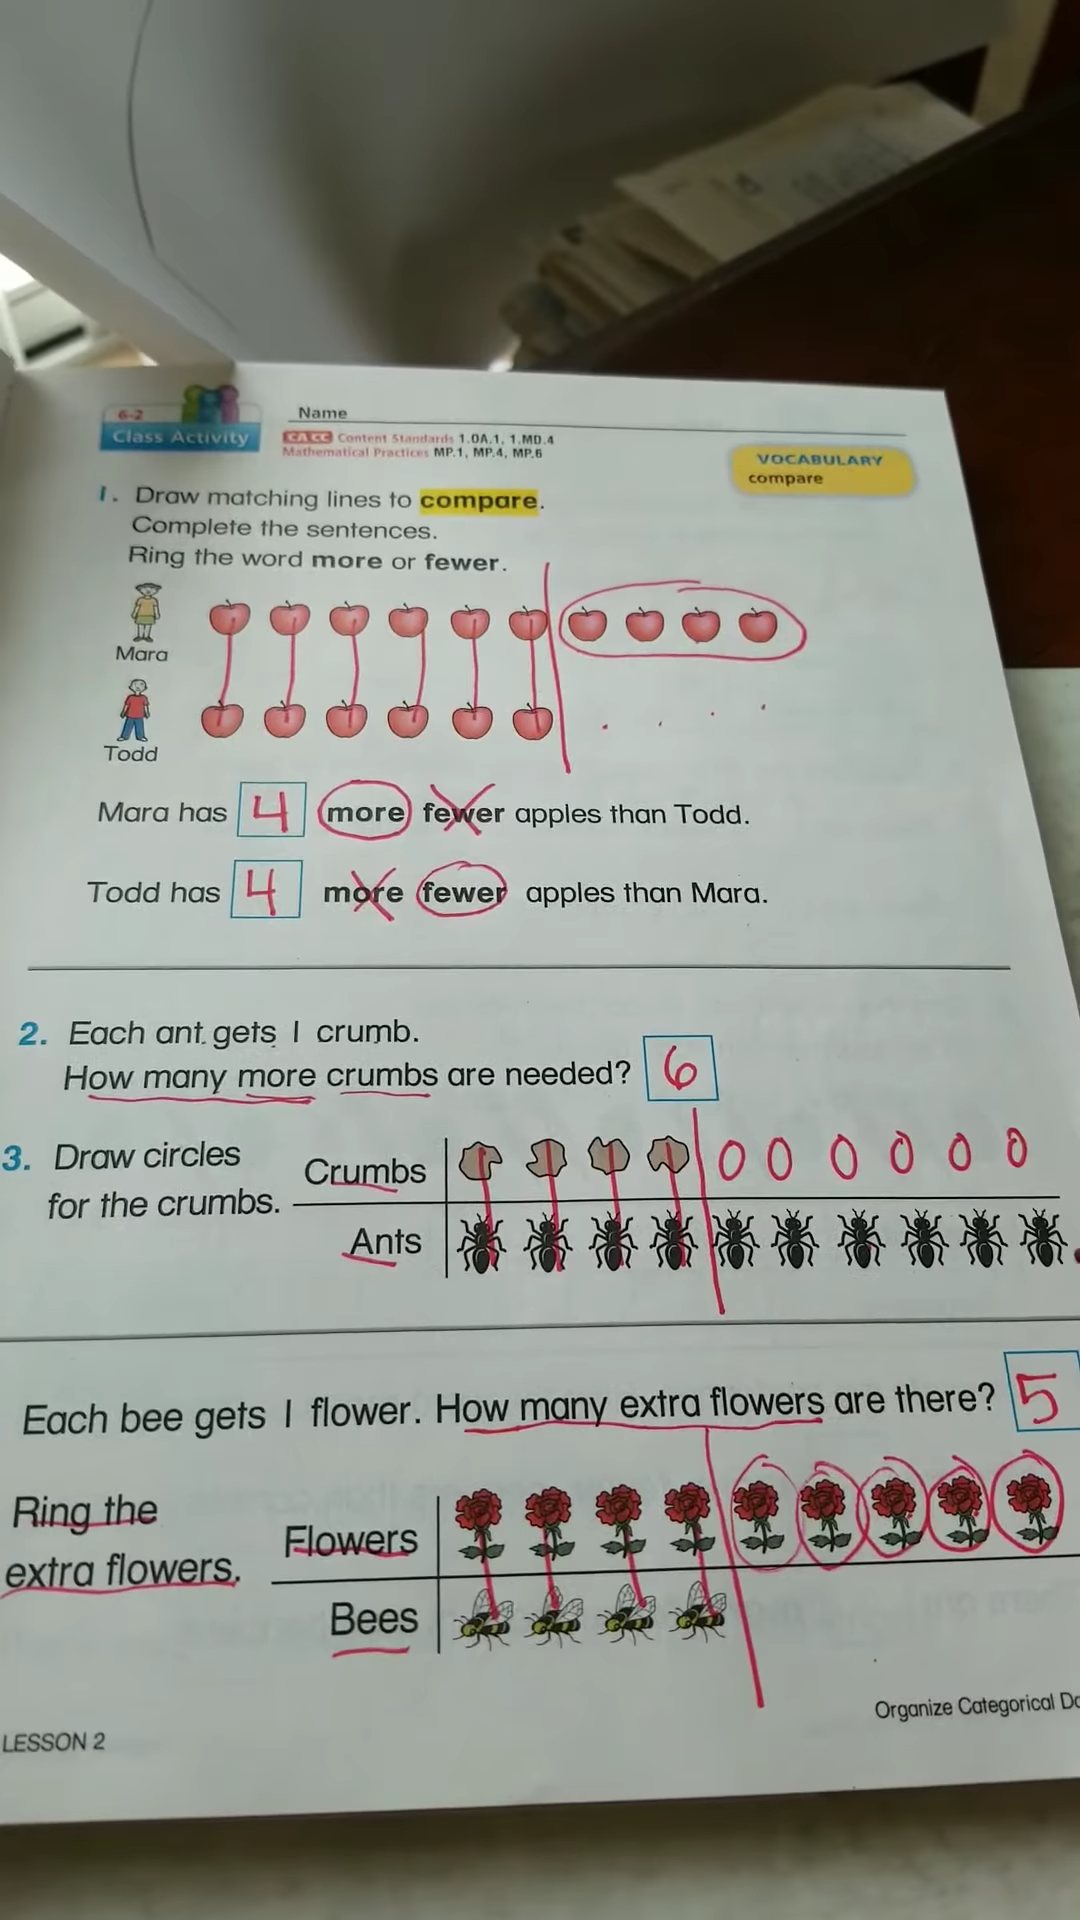 6-2
Class Activity
Name
CA CC Content Standards 1.OA.1, 1.MD.4
Mathematical Practices MP.1, MP.4, MP.6
VOCABULARY
compare
1. Draw matching lines to compare.
Complete the sentences.
Ring the word more or fewer.
Mara
Todd
Mara has 4 more fewer apples than Todd.
Todd has 4 more fewer apples than Mara.
2. Each ant gets 1 crumb.
How many more crumbs are needed? 6
3. Draw circles
for the crumbs.
Crumbs
Ants
Each bee gets 1 flower. How many extra flowers are there? 5
Ring the
extra flowers.
Flowers
Bees
Organize Categorical Da
LESSON 2